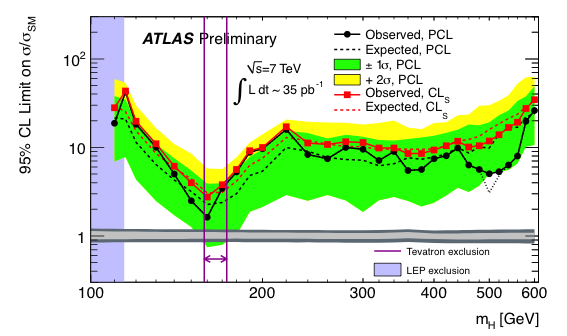 95% CL Limit on σ/σSM
10²
10
1
ATLAS Preliminary
√s=7 TeV
∫ L dt ~ 35 pb⁻¹
Observed, PCL
Expected, PCL
± 1σ, PCL
+ 2σ, PCL
Observed, CLS
Expected, CLS
Tevatron exclusion
LEP exclusion
100 200 300 400 500 600
mH [GeV]